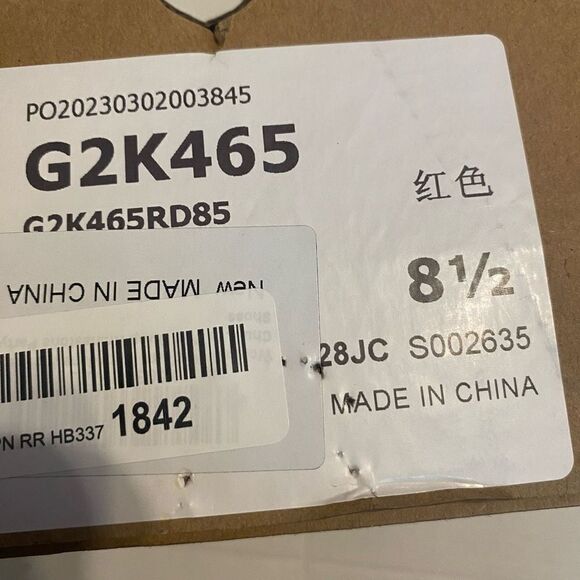 PO20230302003845
G2K465
红色
G2K465RD85
8½
New MADE IN CHINA
28JC S002635
PN RR HB337 1842
MADE IN CHINA